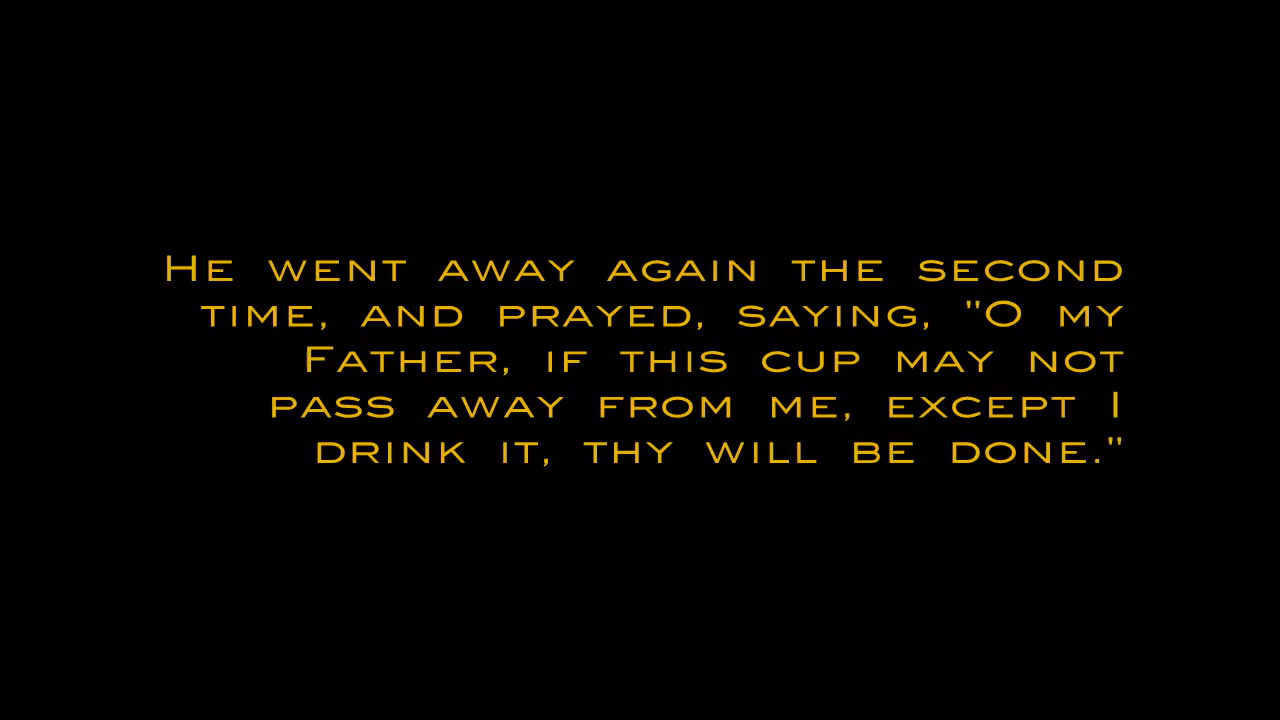 He went away again the second
time, and prayed, saying, "O my
Father, if this cup may not
pass away from me, except I
drink it, thy will be done."